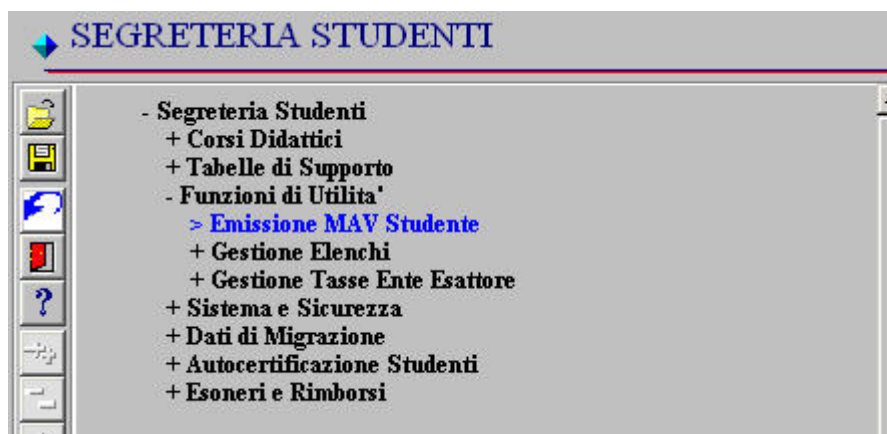 SEGRETERIA STUDENTI
- Segreteria Studenti
+ Corsi Didattici
+ Tabelle di Supporto
- Funzioni di Utilita'
> Emissione MAV Studente
+ Gestione Elenchi
+ Gestione Tasse Ente Esattore
+ Sistema e Sicurezza
+ Dati di Migrazione
+ Autocertificazione Studenti
+ Esoneri e Rimborsi